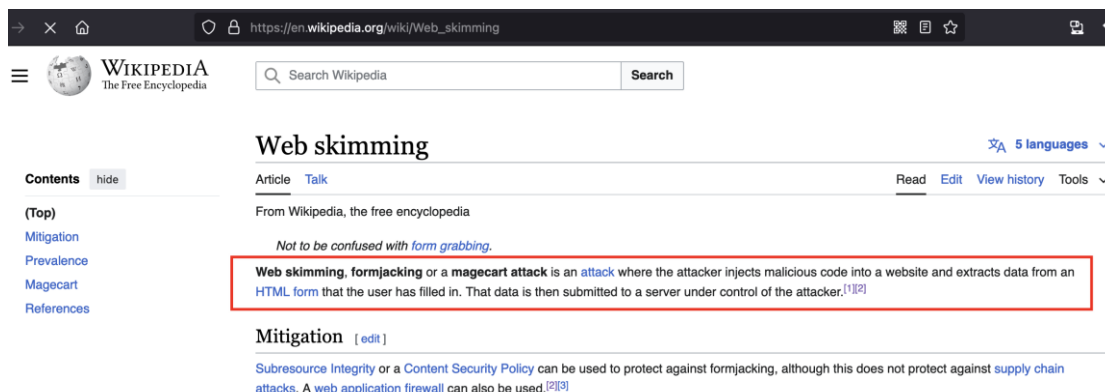 https://en.wikipedia.org/wiki/Web_skimming
WIKIPEDIA
The Free Encyclopedia
Search Wikipedia
Search
Web skimming
5 languages
Contents hide
Article Talk
Read Edit View history Tools
(Top)
From Wikipedia, the free encyclopedia
Mitigation
Not to be confused with form grabbing.
Prevalence
Magecart
References
Web skimming, formjacking or a magecart attack is an attack where the attacker injects malicious code into a website and extracts data from an
HTML form that the user has filled in. That data is then submitted to a server under control of the attacker.[1][2]
Mitigation [ edit ]
Subresource Integrity or a Content Security Policy can be used to protect against formjacking, although this does not protect against supply chain
attacks. A web application firewall can also be used.[2][3]